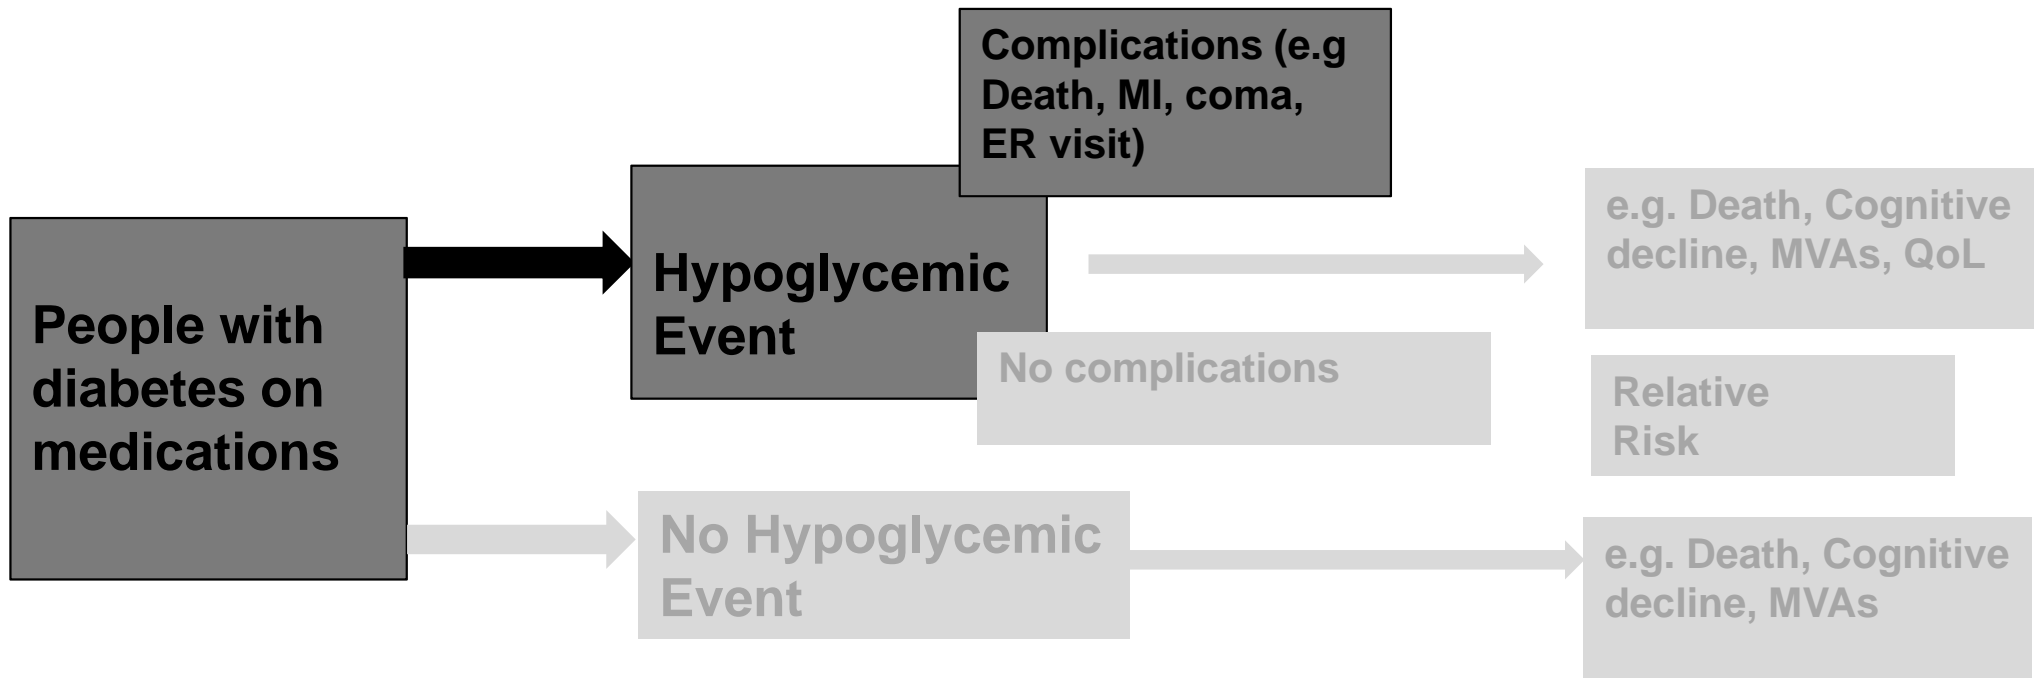 Complications (e.g
Death, MI, coma,
ER visit)
Hypoglycemic
Event
People with
diabetes on
medications
No complications
e.g. Death, Cognitive
decline, MVAs, QoL
Relative
Risk
No Hypoglycemic
Event
e.g. Death, Cognitive
decline, MVAs